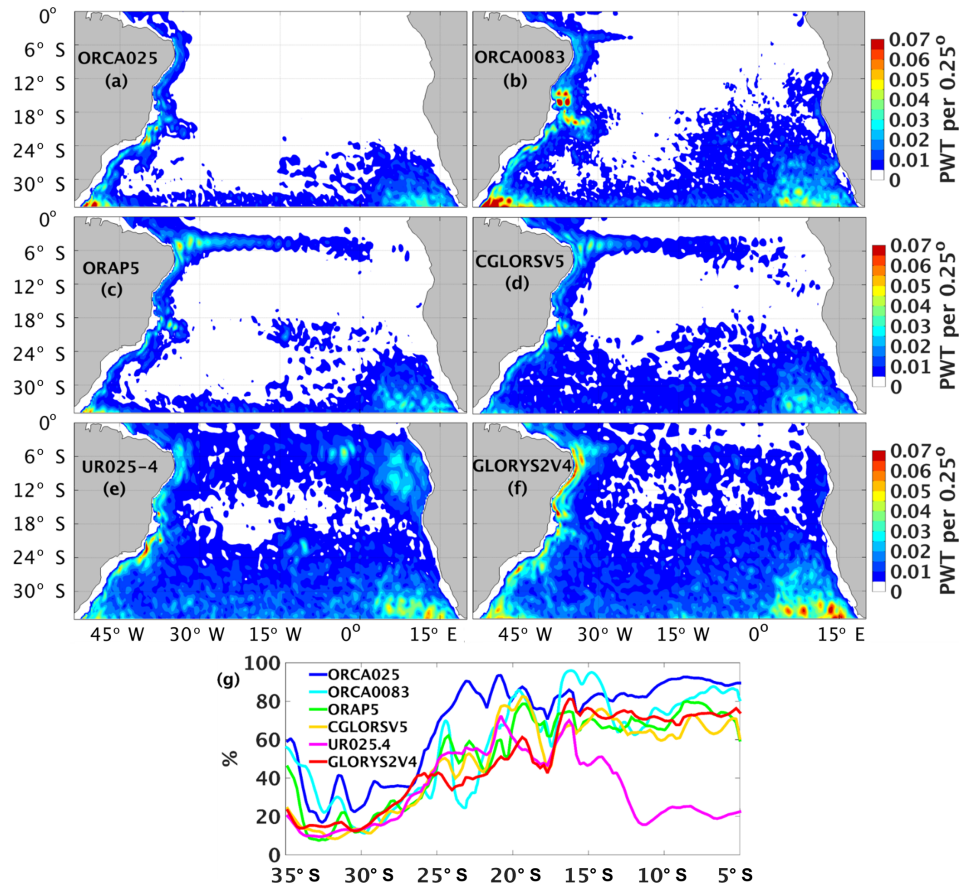 0°
6° S
12° S
18° S
24° S
30° S
ORCA025
(a)
ORCA0083
(b)
0.07
0.06
0.05
0.04
0.03
0.02
0.01
0
PWT per 0.25°
0°
6° S
12° S
18° S
24° S
30° S
ORAP5
(c)
CGLORSV5
(d)
0.07
0.06
0.05
0.04
0.03
0.02
0.01
0
PWT per 0.25°
0°
6° S
12° S
18° S
24° S
30° S
UR025-4
(e)
GLORYS2V4
(f)
0.07
0.06
0.05
0.04
0.03
0.02
0.01
0
PWT per 0.25°
45° W 30° W 15° W 0° 15° E
45° W 30° W 15° W 0° 15° E
(g)
100
80
60
40
20
0
%
ORCA025
ORCA0083
ORAP5
CGLORSV5
UR025.4
GLORYS2V4
35° S 30° S 25° S 20° S 15° S 10° S 5° S